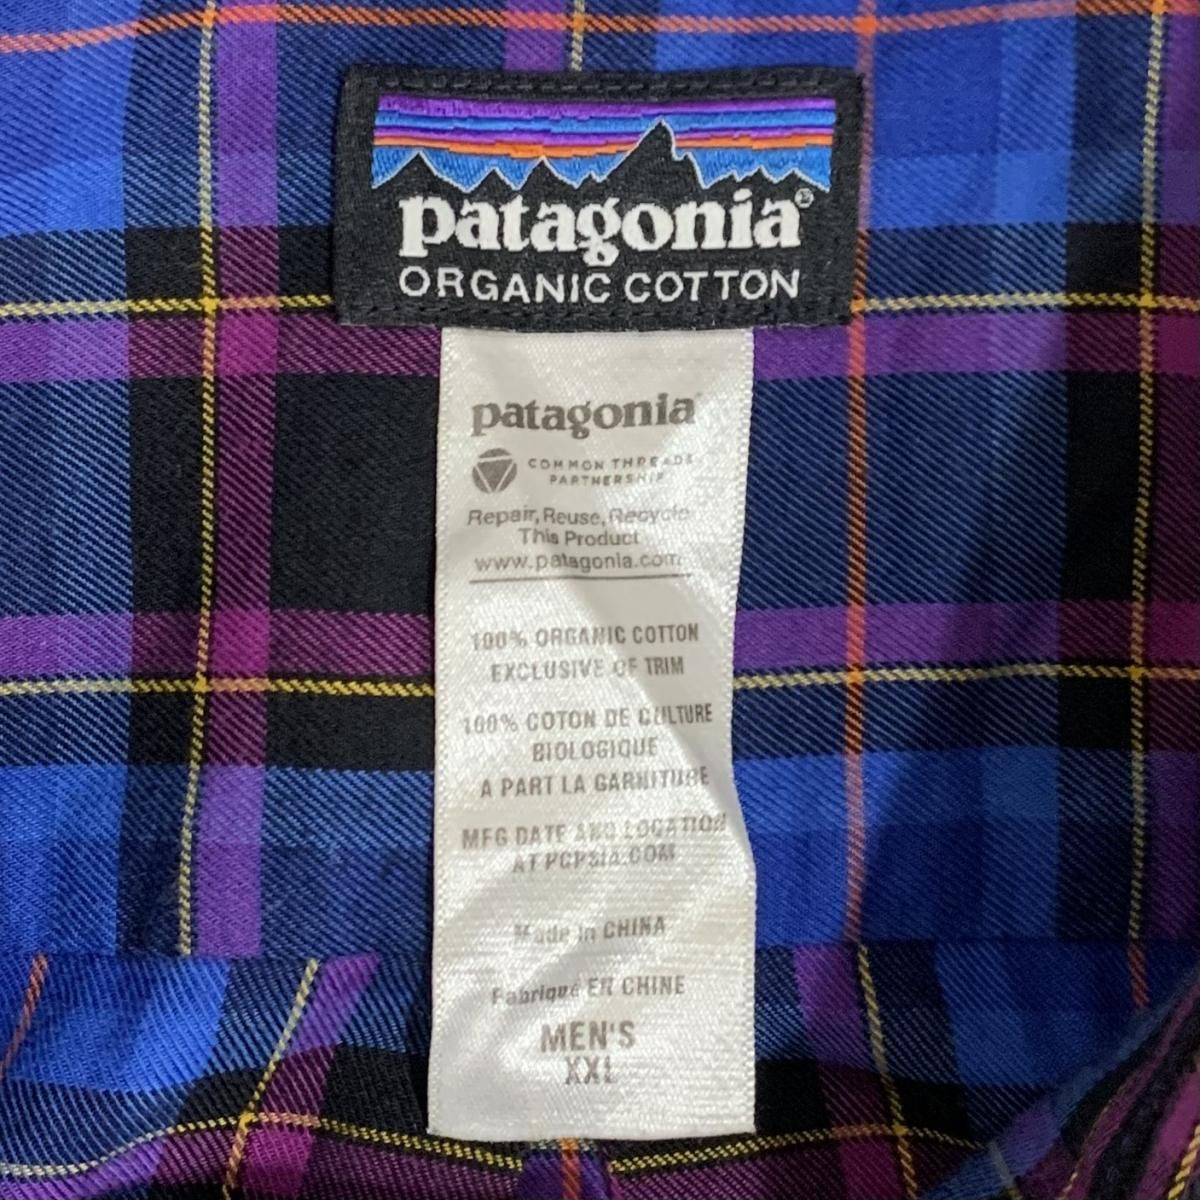 patagonia®
ORGANIC COTTON
patagonia
COMMON THREADS
PARTNERSHIP
Repair, Reuse, Recycle
This Product
www.patagonia.com
100% ORGANIC COTTON
EXCLUSIVE OF TRIM
100% COTON DE CULTURE
BIOLOGIQUE
A PART LA GARNITURE
MFG DATE AND LOCATION
AT PCPSIA.COM
Made in CHINA
Fabriqué EN CHINE
MEN'S
XXL